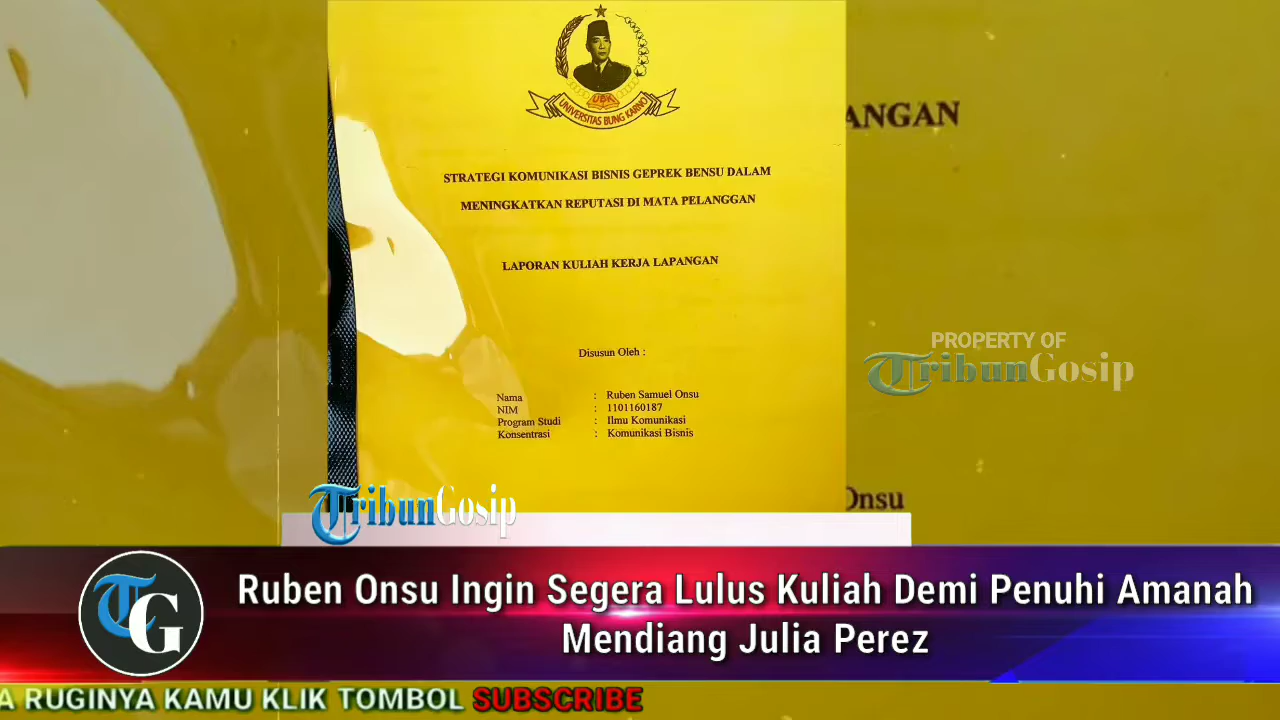 UBK
UNIVERSITAS BUNG KARNO
STRATEGI KOMUNIKASI BISNIS GEPREK BENSU DALAM
MENINGKATKAN REPUTASI DI MATA PELANGGAN
LAPORAN KULIAH KERJA LAPANGAN
Disusun Oleh :
Nama : Ruben Samuel Onsu
NIM : 1101160187
Program Studi : Ilmu Komunikasi
Konsentrasi : Komunikasi Bisnis
ANGAN
PROPERTY OF
TribunGosip
Onsu
TribunGosip
TG
Ruben Onsu Ingin Segera Lulus Kuliah Demi Penuhi Amanah
Mendiang Julia Perez
A RUGINYA KAMU KLIK TOMBOL SUBSCRIBE